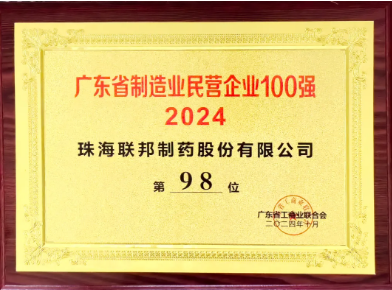 广东省制造业民营企业100强
2024
珠海联邦制药股份有限公司
第 98 位
广东省工商业联合会
二〇二四年十月